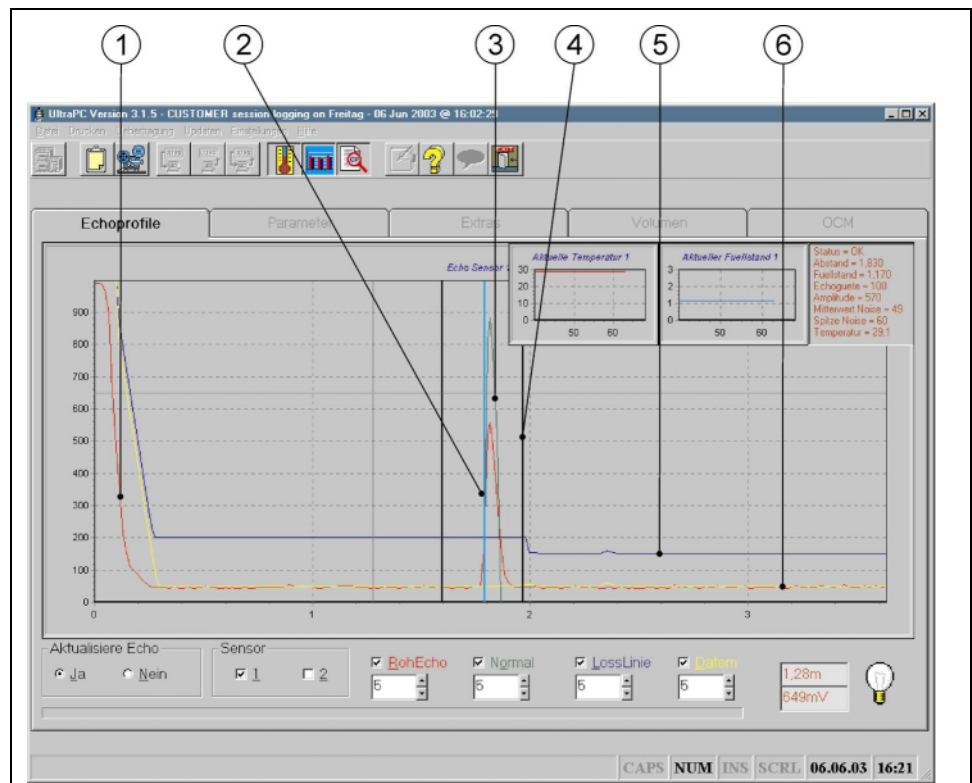 1 2 3 4 5 6
UltraPC Version 3.1.5 - CUSTOMER session logging on Freitag - 06 Jun 2003 @ 16:02:29
Datei Drucken Uebertragung Updaten Einstellungen Hilfe
Echoprofile Parameter Extras Volumen OCM
Echo Sensor
Aktuelle Temperatur 1
30
20
10
0
50 60
Aktueller Fuellstand 1
3
2
1
0
50 60
Status = OK
Abstand = 1,830
Fuellstand = 1,170
Echoguete = 100
Amplitude = 570
Mittelwert Noise = 49
Spitze Noise = 60
Temperatur = 29,1
900
800
700
600
500
400
300
200
100
0
0 1 2 3
Aktualisiere Echo
Ja Nein
Sensor
1 2
RohEcho Normal LossLinie Datem
5 5 5 5
1,28m
649mV
CAPS NUM INS SCRL 06.06.03 16:21